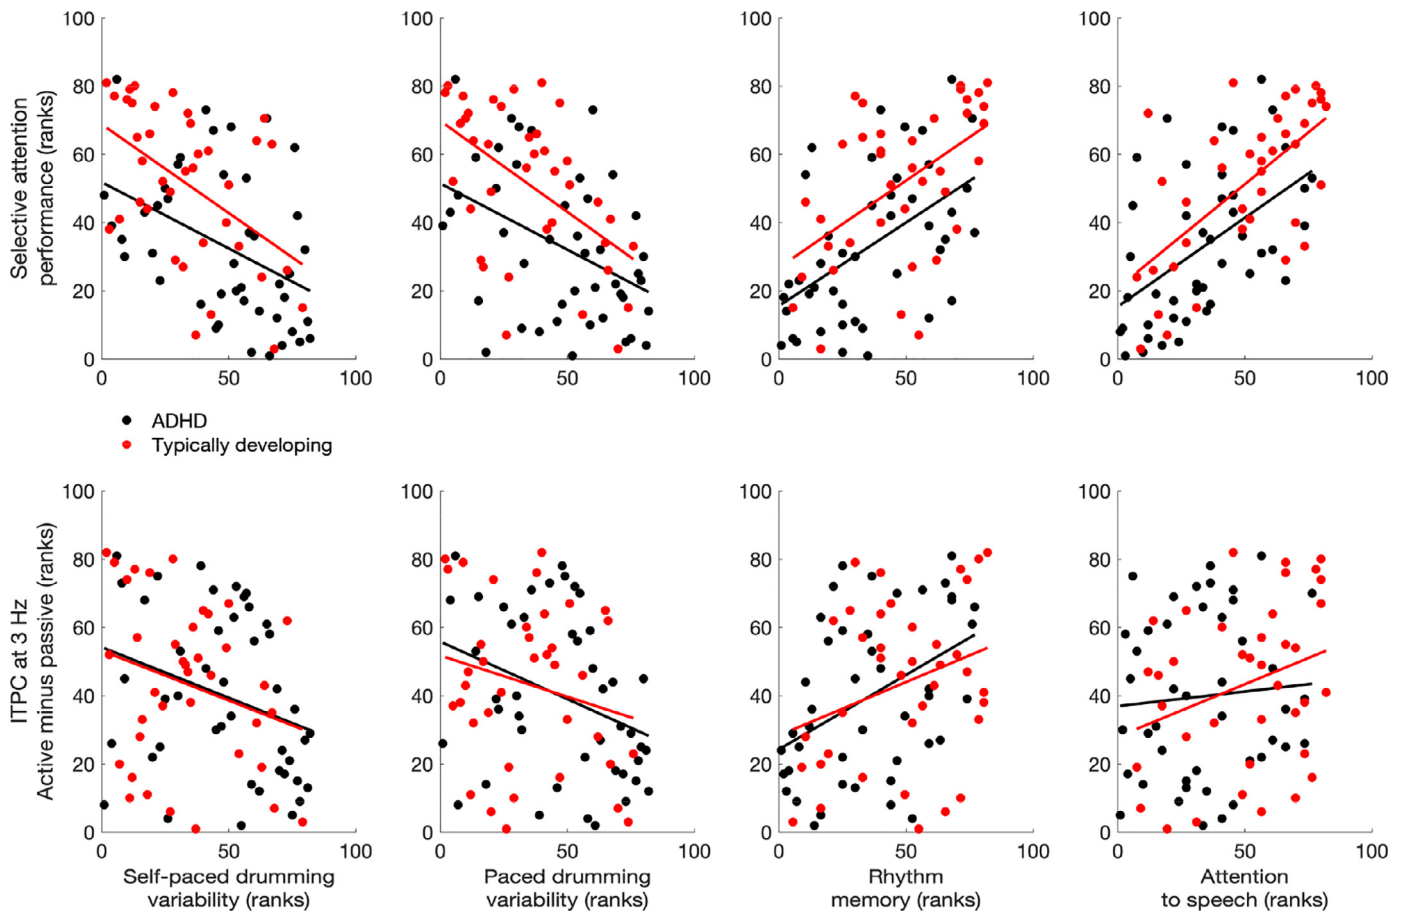 100
80
60
40
20
0
0 50 100
100
80
60
40
20
0
0 50 100
100
80
60
40
20
0
0 50 100
100
80
60
40
20
0
0 50 100
Selective attention
performance (ranks)
ADHD
Typically developing
100
80
60
40
20
0
0 50 100
100
80
60
40
20
0
0 50 100
100
80
60
40
20
0
0 50 100
100
80
60
40
20
0
0 50 100
ITPC at 3 Hz
Active minus passive (ranks)
Self-paced drumming
variability (ranks)
Paced drumming
variability (ranks)
Rhythm
memory (ranks)
Attention
to speech (ranks)